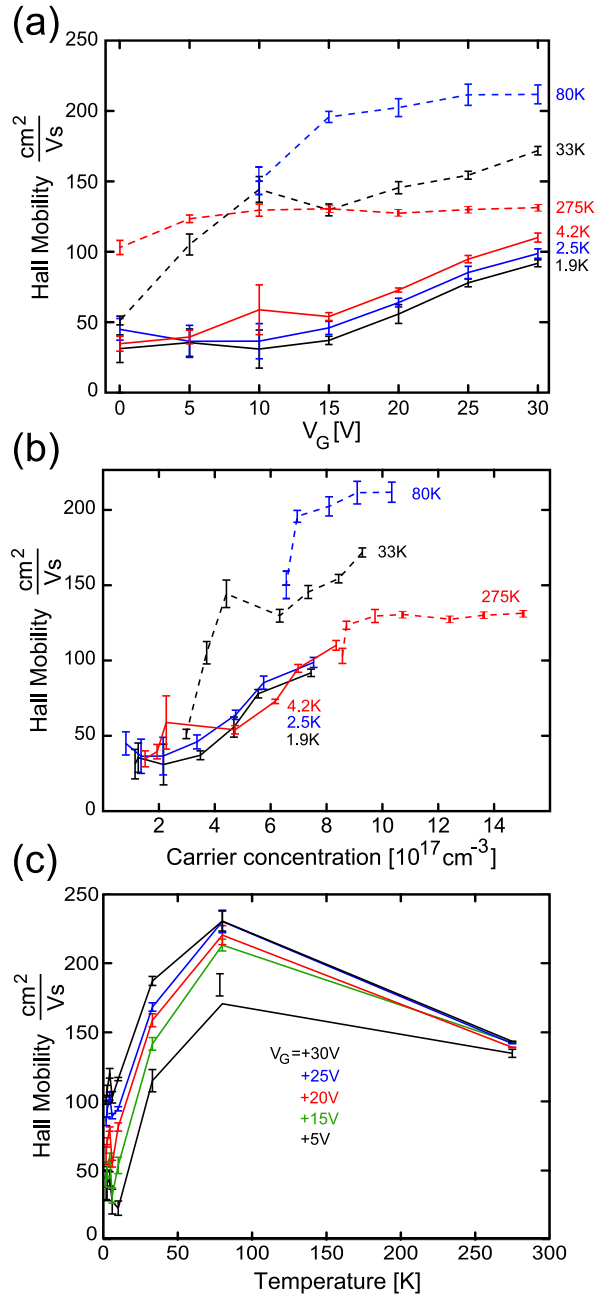 (a)
250
200
150
100
50
0
Hall Mobility cm²/Vs
80K
33K
275K
4.2K
2.5K
1.9K
0 5 10 15 20 25 30
V_G [V]
(b)
200
150
100
50
0
Hall Mobility cm²/Vs
80K
33K
275K
4.2K
2.5K
1.9K
2 4 6 8 10 12 14
Carrier concentration [10¹⁷cm⁻³]
(c)
250
200
150
100
50
0
Hall Mobility cm²/Vs
V_G=+30V
+25V
+20V
+15V
+5V
0 50 100 150 200 250 300
Temperature [K]